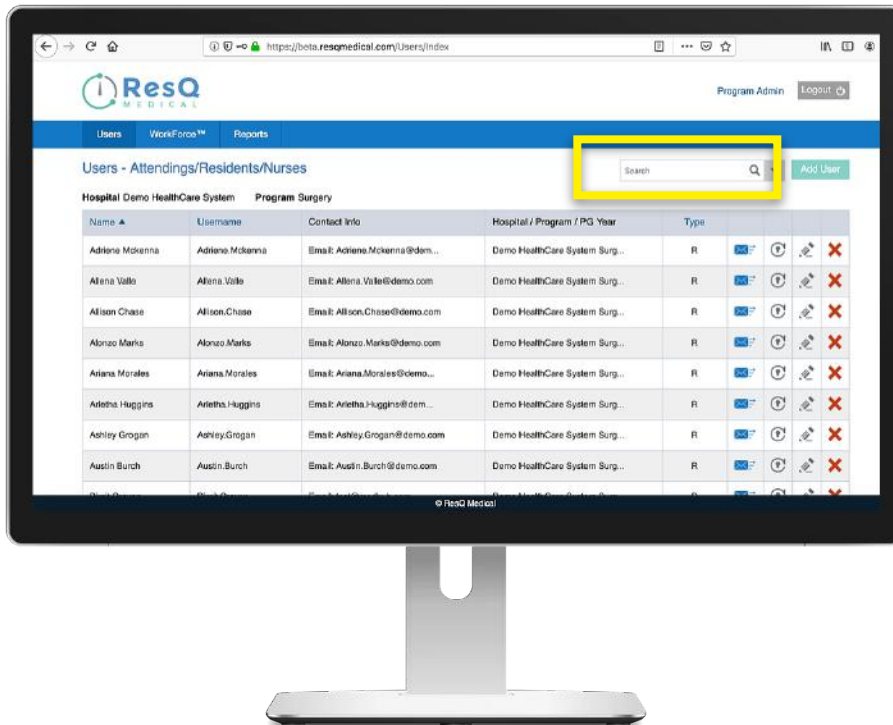 https://beta.resqmedical.com/Users/Index
ResQ
MEDICAL
Program Admin Logout
Users WorkForce™ Reports
Users - Attendings/Residents/Nurses Search Add User
Hospital Demo HealthCare System Program Surgery
Name Username Contact Info Hospital / Program / PG Year Type
Adriene Mckenna Adriene.Mckenna Email: Adriene.Mckenna@dem... Demo HealthCare System Surg... R
Allena Valle Allena.Valle Email: Allena.Valle@demo.com Demo HealthCare System Surg... R
Allison Chase Allison.Chase Email: Allison.Chase@demo.com Demo HealthCare System Surg... R
Alonzo Marks Alonzo.Marks Email: Alonzo.Marks@demo.com Demo HealthCare System Surg... R
Ariana Morales Ariana.Morales Email: Ariana.Morales@demo... Demo HealthCare System Surg... R
Arletha Huggins Arletha.Huggins Email: Arletha.Huggins@dem... Demo HealthCare System Surg... R
Ashley Grogan Ashley.Grogan Email: Ashley.Grogan@demo.com Demo HealthCare System Surg... R
Austin Burch Austin.Burch Email: Austin.Burch@demo.com Demo HealthCare System Surg... R
© ResQ Medical